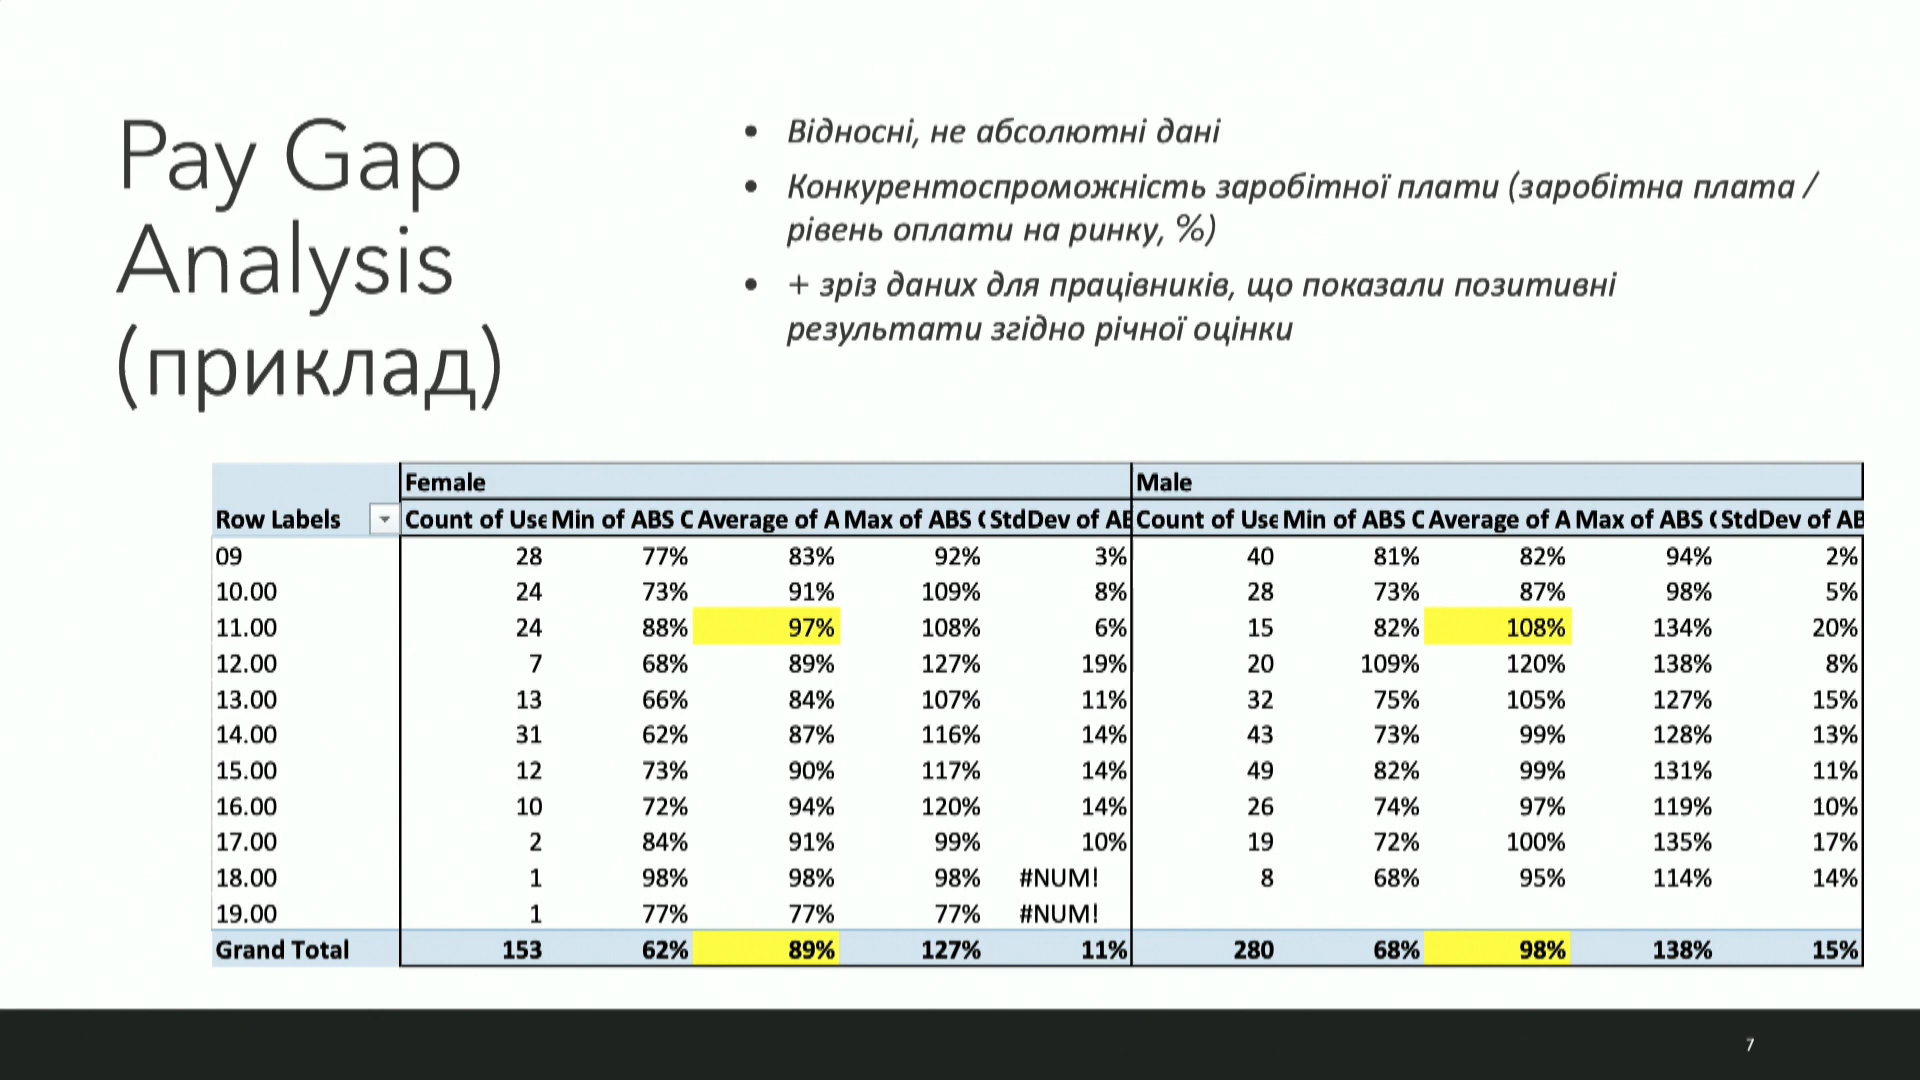 Pay Gap
Analysis
(приклад)
• Відносні, не абсолютні дані
• Конкурентоспроможність заробітної плати (заробітна плата /
рівень оплати на ринку, %)
• + зріз даних для працівників, що показали позитивні
результати згідно річної оцінки
Female Male
Row Labels Count of Use Min of ABS C Average of A Max of ABS ( StdDev of AB Count of Use Min of ABS C Average of A Max of ABS ( StdDev of AB
09 28 77% 83% 92% 3% 40 81% 82% 94% 2%
10.00 24 73% 91% 109% 8% 28 73% 87% 98% 5%
11.00 24 88% 97% 108% 6% 15 82% 108% 134% 20%
12.00 7 68% 89% 127% 19% 20 109% 120% 138% 8%
13.00 13 66% 84% 107% 11% 32 75% 105% 127% 15%
14.00 31 62% 87% 116% 14% 43 73% 99% 128% 13%
15.00 12 73% 90% 117% 14% 49 82% 99% 131% 11%
16.00 10 72% 94% 120% 14% 26 74% 97% 119% 10%
17.00 2 84% 91% 99% 10% 19 72% 100% 135% 17%
18.00 1 98% 98% 98% #NUM! 8 68% 95% 114% 14%
19.00 1 77% 77% 77% #NUM!
Grand Total 153 62% 89% 127% 11% 280 68% 98% 138% 15%
7